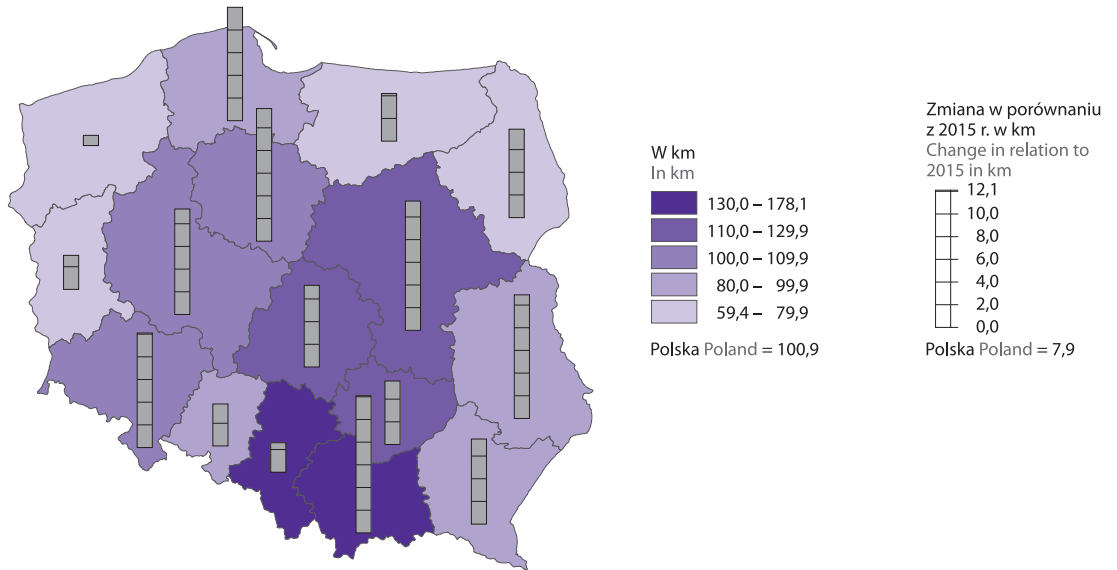 W km
In km
130,0 – 178,1
110,0 – 129,9
100,0 – 109,9
80,0 – 99,9
59,4 – 79,9
Polska Poland = 100,9
Zmiana w porównaniu
z 2015 r. w km
Change in relation to
2015 in km
12,1
10,0
8,0
6,0
4,0
2,0
0,0
Polska Poland = 7,9